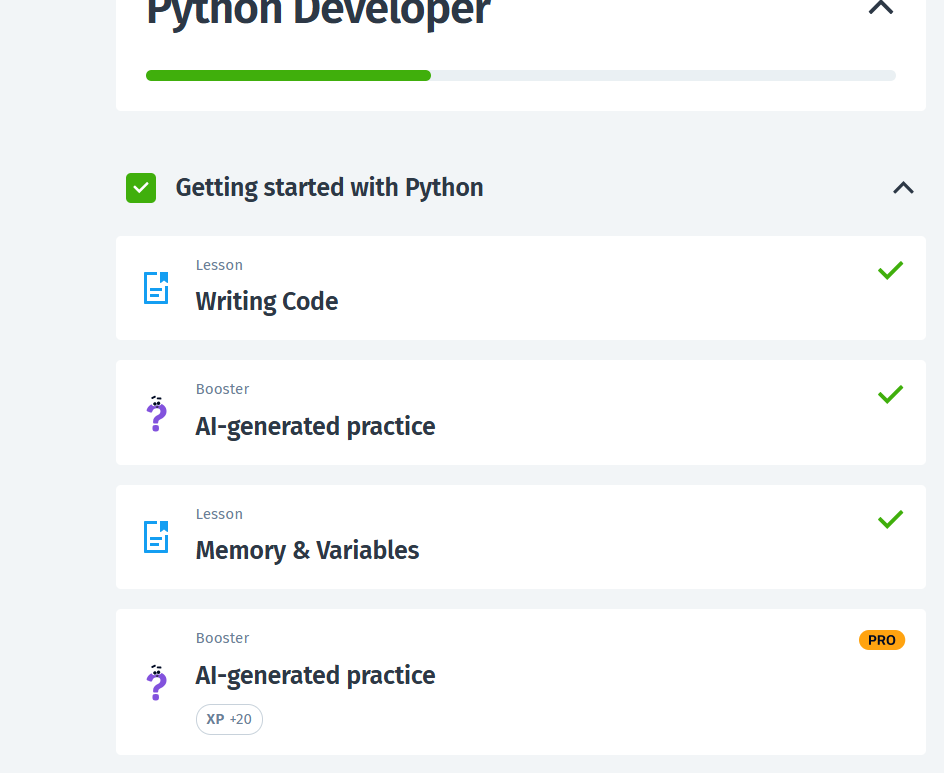 Python Developer
Getting started with Python
Lesson
Writing Code
Booster
AI-generated practice
Lesson
Memory & Variables
Booster
PRO
AI-generated practice
XP +20